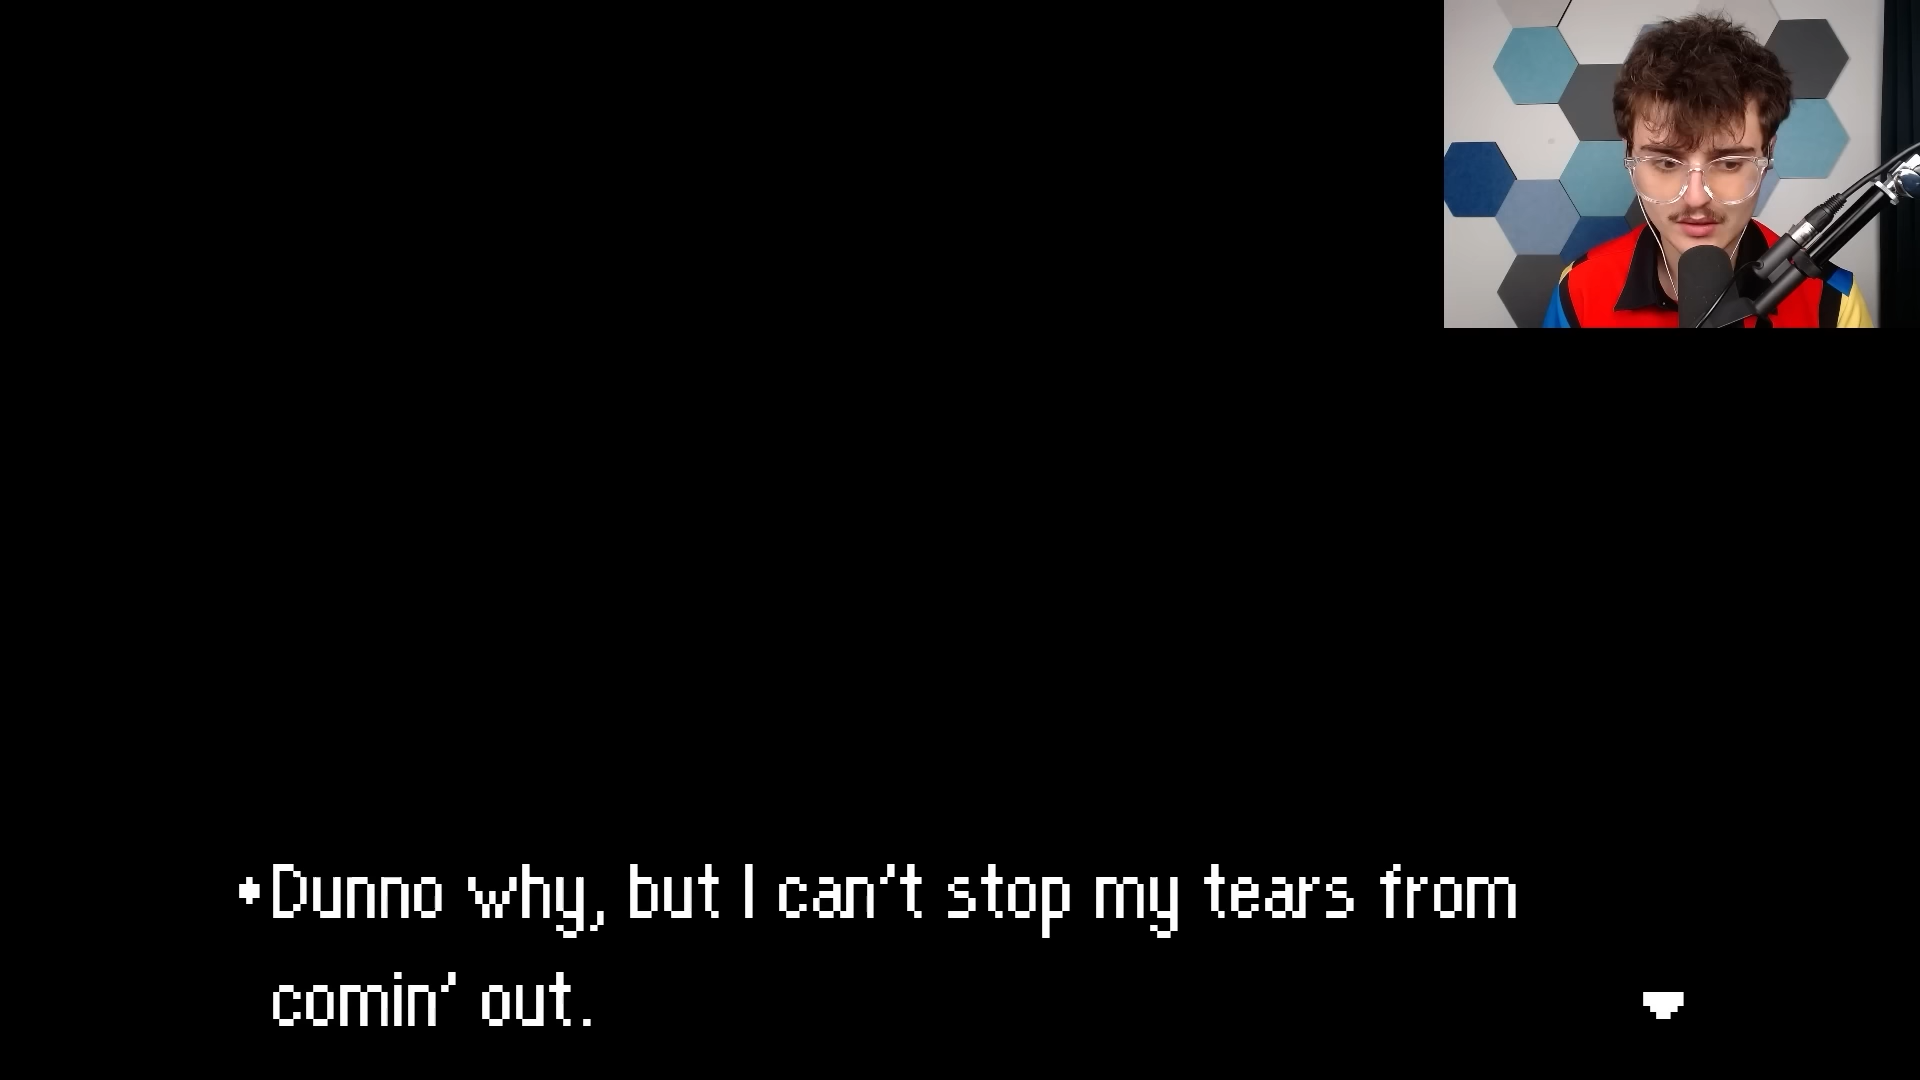 •Dunno why, but I can't stop my tears from
comin' out.